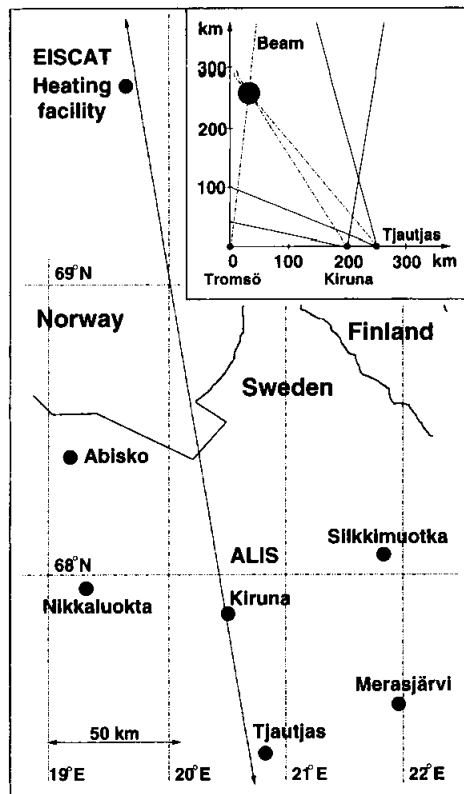 EISCAT
Heating
facility
km
Beam
300
200
100
Tjautjas
0
100
200
300
km
Tromsö
Kiruna
69°N
Norway
Finland
Sweden
Abisko
Silkkimuotka
68°N
ALIS
Nikkaluokta
Kiruna
Merasjärvi
50 km
Tjautjas
19°E
20°E
21°E
22°E